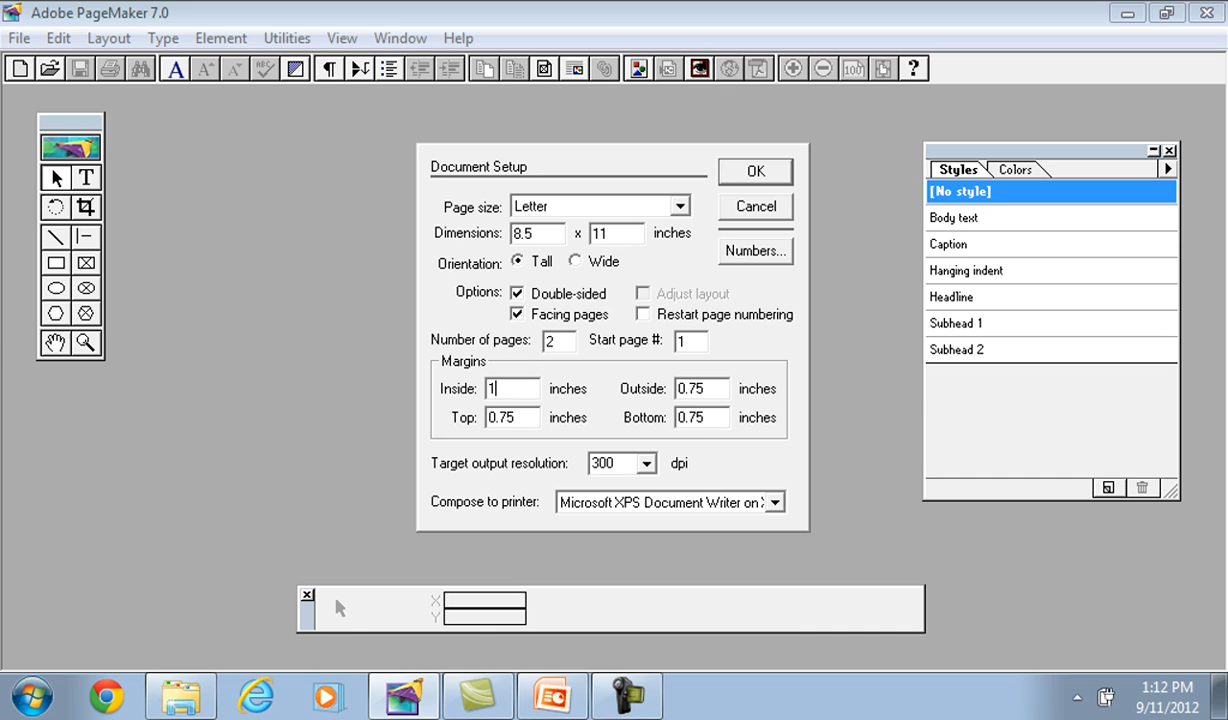 Adobe PageMaker 7.0
File Edit Layout Type Element Utilities View Window Help
Document Setup
OK
Page size: Letter
Cancel
Dimensions: 8.5 x 11 inches
Numbers...
Orientation: Tall Wide
Options: Double-sided Adjust layout
Facing pages Restart page numbering
Number of pages: 2 Start page #: 1
Margins
Inside: 1 inches Outside: 0.75 inches
Top: 0.75 inches Bottom: 0.75 inches
Target output resolution: 300 dpi
Compose to printer: Microsoft XPS Document Writer on
Styles Colors
[No style]
Body text
Caption
Hanging indent
Headline
Subhead 1
Subhead 2
X
Y
1:12 PM
9/11/2012